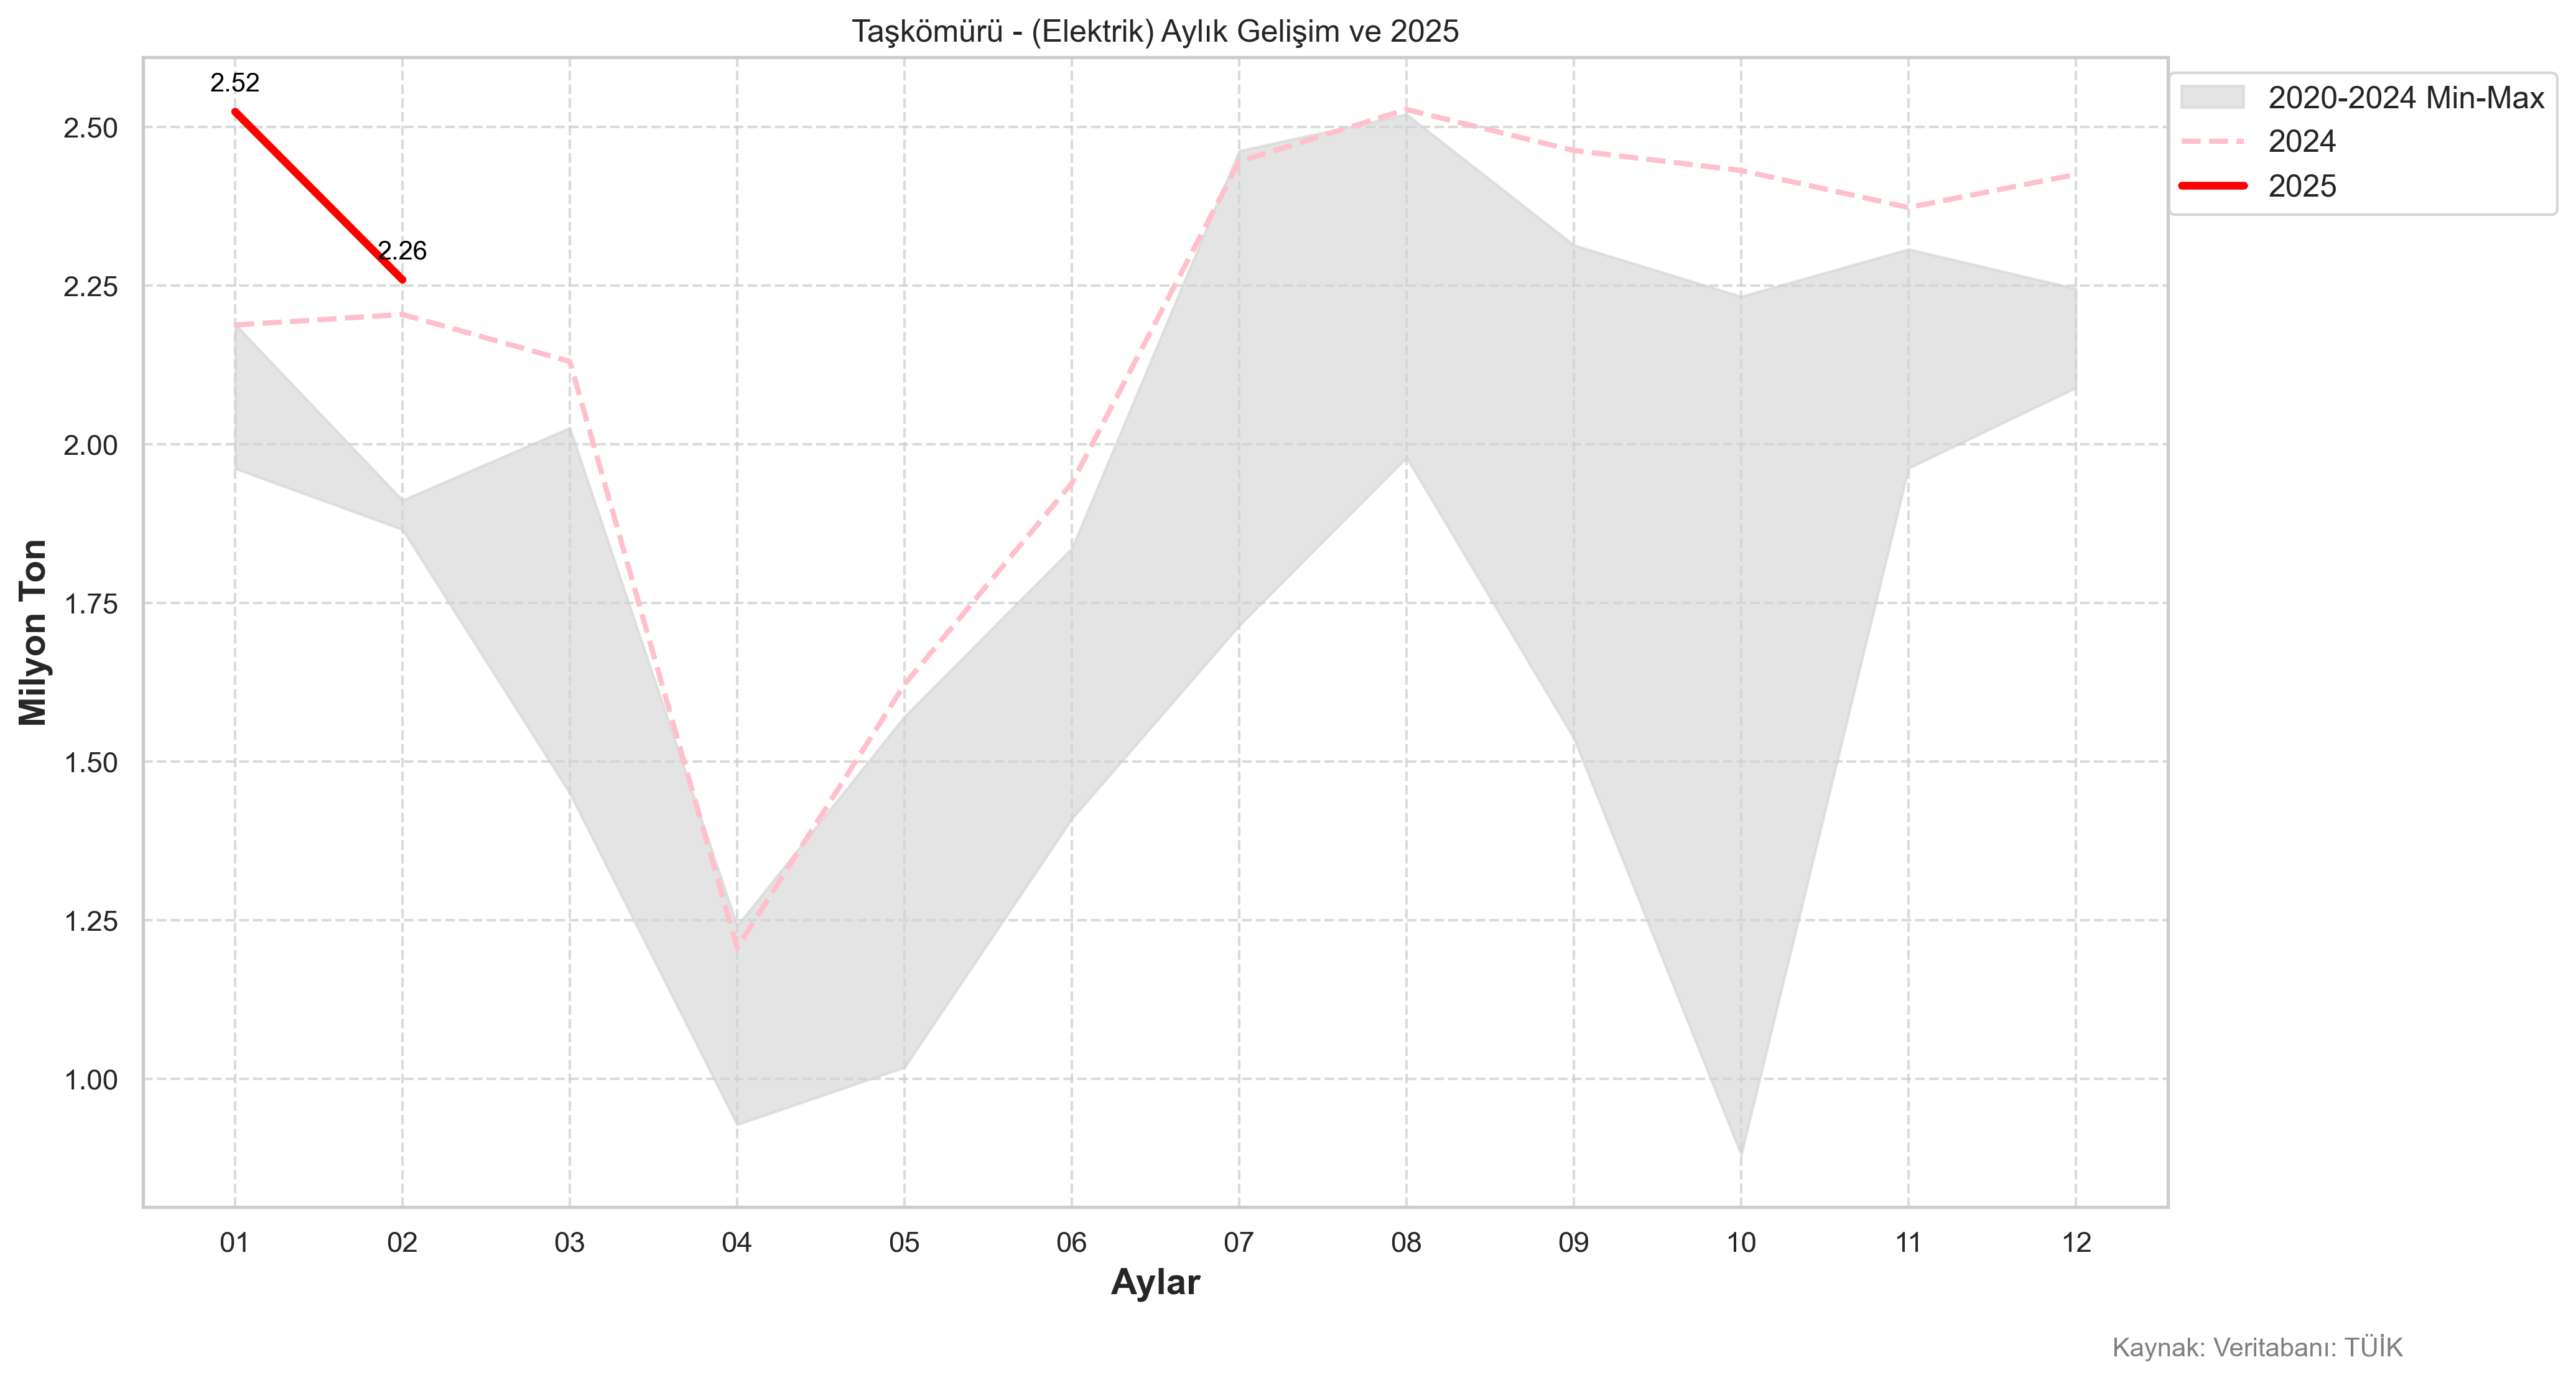 Taşkömürü - (Elektrik) Aylık Gelişim ve 2025
2.52
2.26
2020-2024 Min-Max
2024
2025
2.50
2.25
2.00
1.75
1.50
1.25
1.00
Milyon Ton
01 02 03 04 05 06 07 08 09 10 11 12
Aylar
Kaynak: Veritabanı: TÜİK